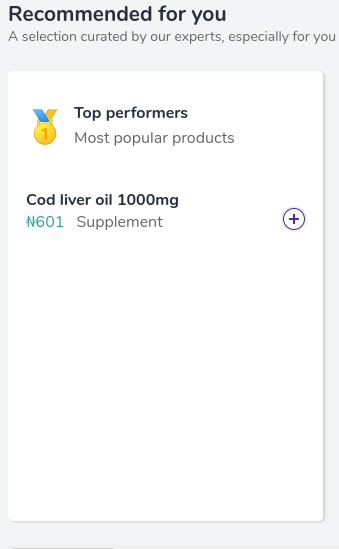 Recommended for you
A selection curated by our experts, especially for you
1
Top performers
Most popular products
Cod liver oil 1000mg
₦601 Supplement